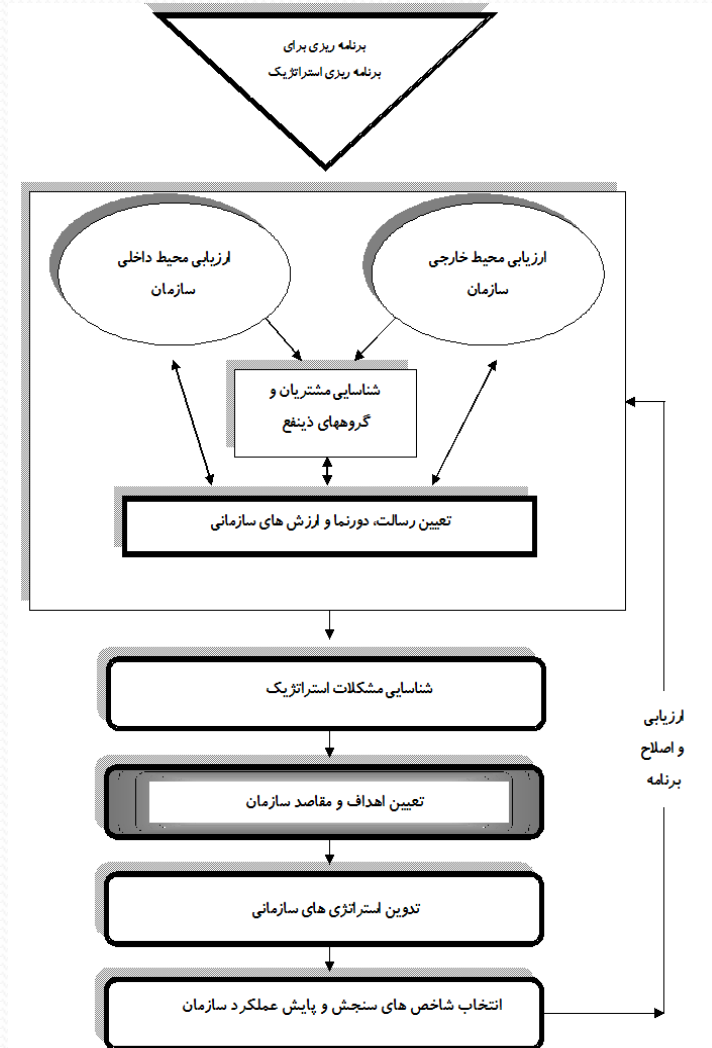 برنامه ریزی برای
برنامه ریزی استراتژیک
ارزیابی محیط خارجی
سازمان
ارزیابی محیط داخلی
سازمان
شناسایی مشتریان و
گروههای ذینفع
تعیین رسالت، دورنما و ارزش های سازمانی
شناسایی مشکلات استراتژیک
تعیین اهداف و مقاصد سازمان
تدوین استراتژی های سازمانی
انتخاب شاخص های سنجش و پایش عملکرد سازمان
ارزیابی
و اصلاح
برنامه